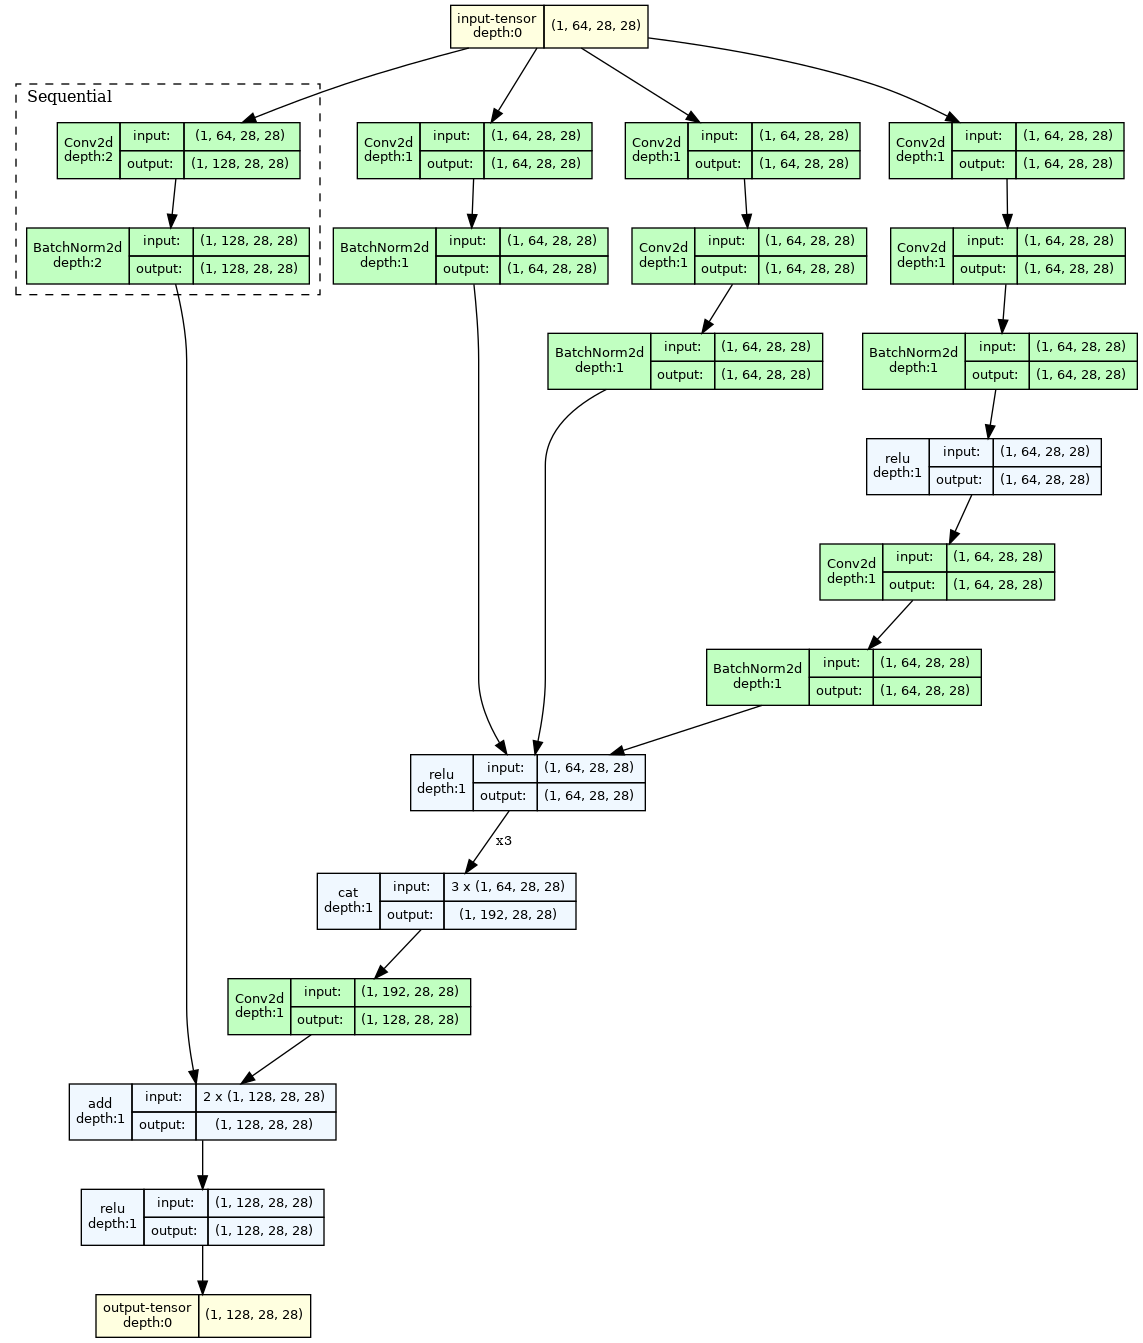 input-tensor
depth:0
(1, 64, 28, 28)
Sequential
Conv2d
depth:2
input:
(1, 64, 28, 28)
output:
(1, 128, 28, 28)
Conv2d
depth:1
input:
(1, 64, 28, 28)
output:
(1, 64, 28, 28)
Conv2d
depth:1
input:
(1, 64, 28, 28)
output:
(1, 64, 28, 28)
Conv2d
depth:1
input:
(1, 64, 28, 28)
output:
(1, 64, 28, 28)
BatchNorm2d
depth:2
input:
(1, 128, 28, 28)
output:
(1, 128, 28, 28)
BatchNorm2d
depth:1
input:
(1, 64, 28, 28)
output:
(1, 64, 28, 28)
Conv2d
depth:1
input:
(1, 64, 28, 28)
output:
(1, 64, 28, 28)
Conv2d
depth:1
input:
(1, 64, 28, 28)
output:
(1, 64, 28, 28)
BatchNorm2d
depth:1
input:
(1, 64, 28, 28)
output:
(1, 64, 28, 28)
BatchNorm2d
depth:1
input:
(1, 64, 28, 28)
output:
(1, 64, 28, 28)
relu
depth:1
input:
(1, 64, 28, 28)
output:
(1, 64, 28, 28)
Conv2d
depth:1
input:
(1, 64, 28, 28)
output:
(1, 64, 28, 28)
BatchNorm2d
depth:1
input:
(1, 64, 28, 28)
output:
(1, 64, 28, 28)
relu
depth:1
input:
(1, 64, 28, 28)
output:
(1, 64, 28, 28)
x3
cat
depth:1
input:
3 x (1, 64, 28, 28)
output:
(1, 192, 28, 28)
Conv2d
depth:1
input:
(1, 192, 28, 28)
output:
(1, 128, 28, 28)
add
depth:1
input:
2 x (1, 128, 28, 28)
output:
(1, 128, 28, 28)
relu
depth:1
input:
(1, 128, 28, 28)
output:
(1, 128, 28, 28)
output-tensor
depth:0
(1, 128, 28, 28)